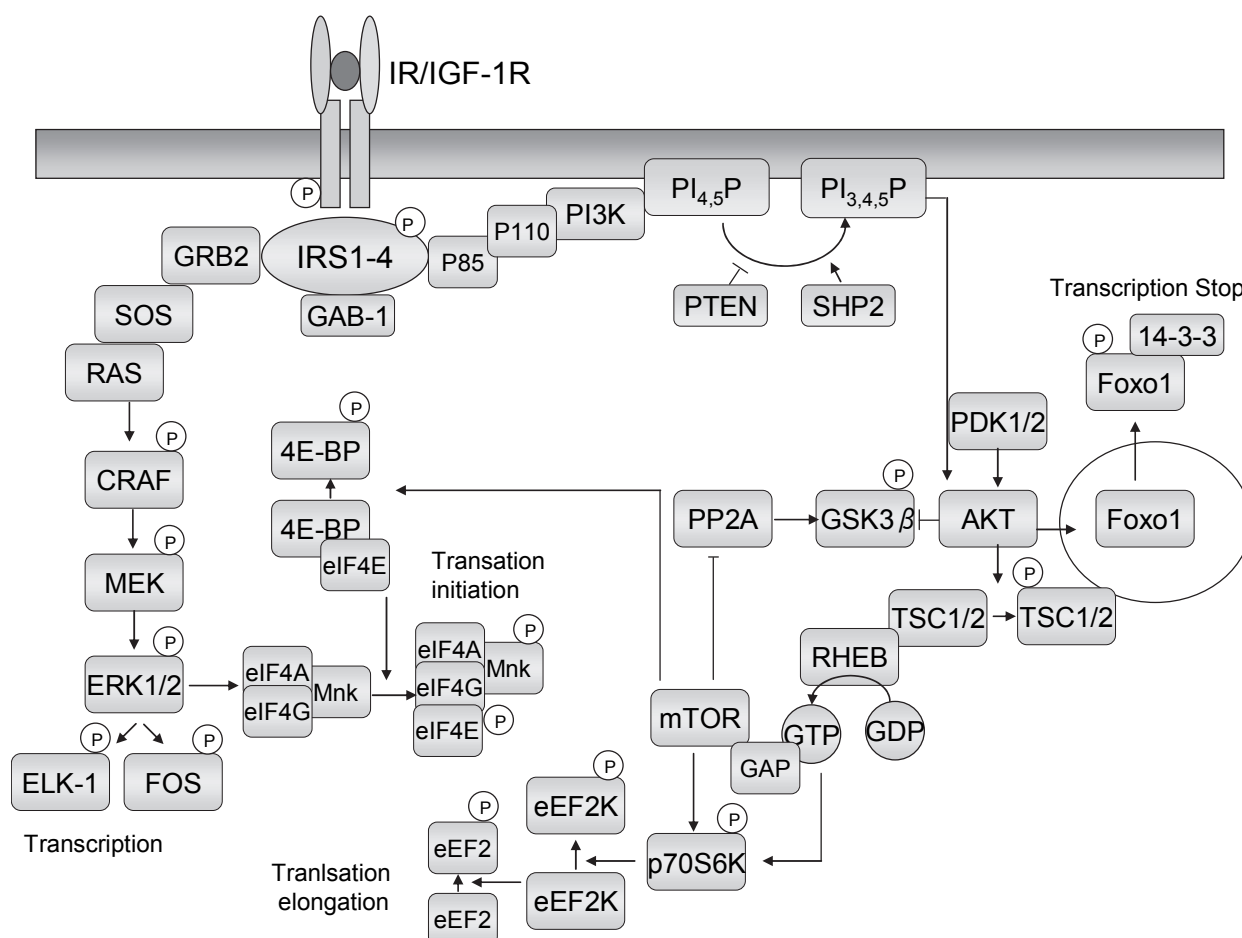 IR/IGF-1R
P
PI4,5P
PI3,4,5P
PI3K
P110
P
GRB2
IRS1-4
P85
GAB-1
PTEN
SHP2
Transcription Stop
SOS
RAS
P
14-3-3
Foxo1
P
4E-BP
PDK1/2
P
CRAF
4E-BP
eIF4E
P
PP2A
GSK3 β
AKT
Foxo1
P
MEK
Transation
initiation
P
TSC1/2
TSC1/2
P
ERK1/2
eIF4A
Mnk
eIF4G
P
eIF4A
Mnk
eIF4G
eIF4E
P
RHEB
mTOR
GTP
GDP
GAP
P
ELK-1
P
FOS
Transcription
P
eEF2K
P
eEF2
P
p70S6K
Tranlsation
elongation
eEF2
eEF2K